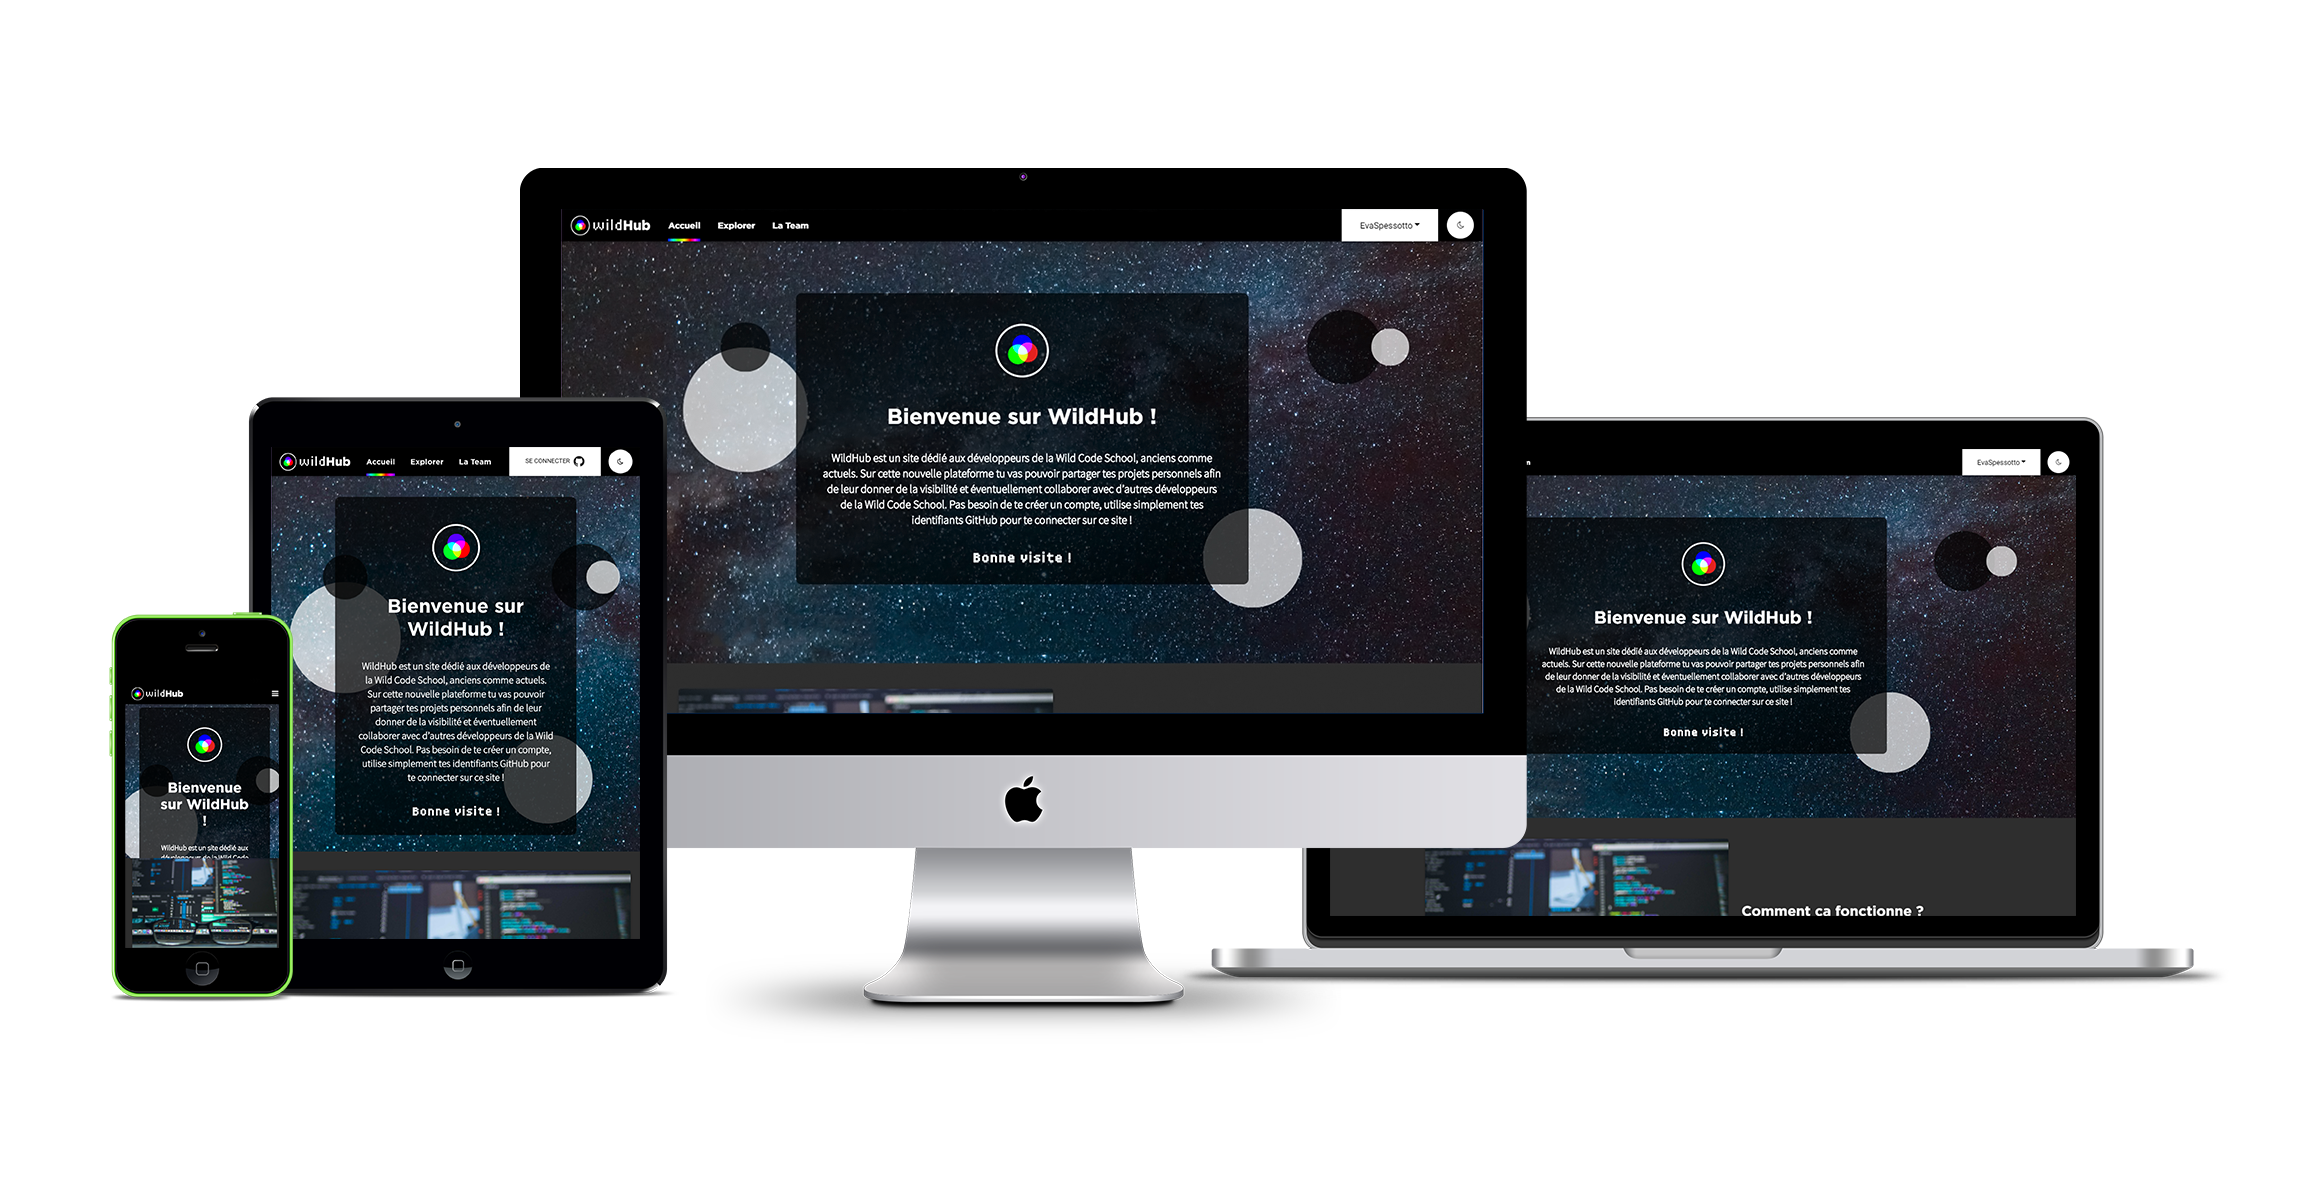 wildHub Accueil Explorer La Team EvaSpessotto
Bienvenue sur WildHub !
WildHub est un site dédié aux développeurs de la Wild Code School, anciens comme
actuels. Sur cette nouvelle plateforme tu vas pouvoir partager tes projets personnels afin
de leur donner de la visibilité et éventuellement collaborer avec d'autres développeurs
de la Wild Code School. Pas besoin de te créer un compte, utilise simplement tes
identifiants GitHub pour te connecter sur ce site !
Bonne visite !
wildHub Accueil Explorer La Team SE CONNECTER
Bienvenue sur
WildHub !
WildHub est un site dédié aux développeurs de
la Wild Code School, anciens comme actuels.
Sur cette nouvelle plateforme tu vas pouvoir
partager tes projets personnels afin de leur
donner de la visibilité et éventuellement
collaborer avec d'autres développeurs de la Wild
Code School. Pas besoin de te créer un compte,
utilise simplement tes identifiants GitHub pour
te connecter sur ce site !
Bonne visite !
wildHub
Bienvenue
sur WildHub
!
WildHub est un site dédié aux
développeurs de la Wild Code
EvaSpessotto
Bienvenue sur WildHub !
WildHub est un site dédié aux développeurs de la Wild Code School, anciens comme
actuels. Sur cette nouvelle plateforme tu vas pouvoir partager tes projets personnels afin
de leur donner de la visibilité et éventuellement collaborer avec d'autres développeurs
de la Wild Code School. Pas besoin de te créer un compte, utilise simplement tes
identifiants GitHub pour te connecter sur ce site !
Bonne visite !
Comment ça fonctionne ?